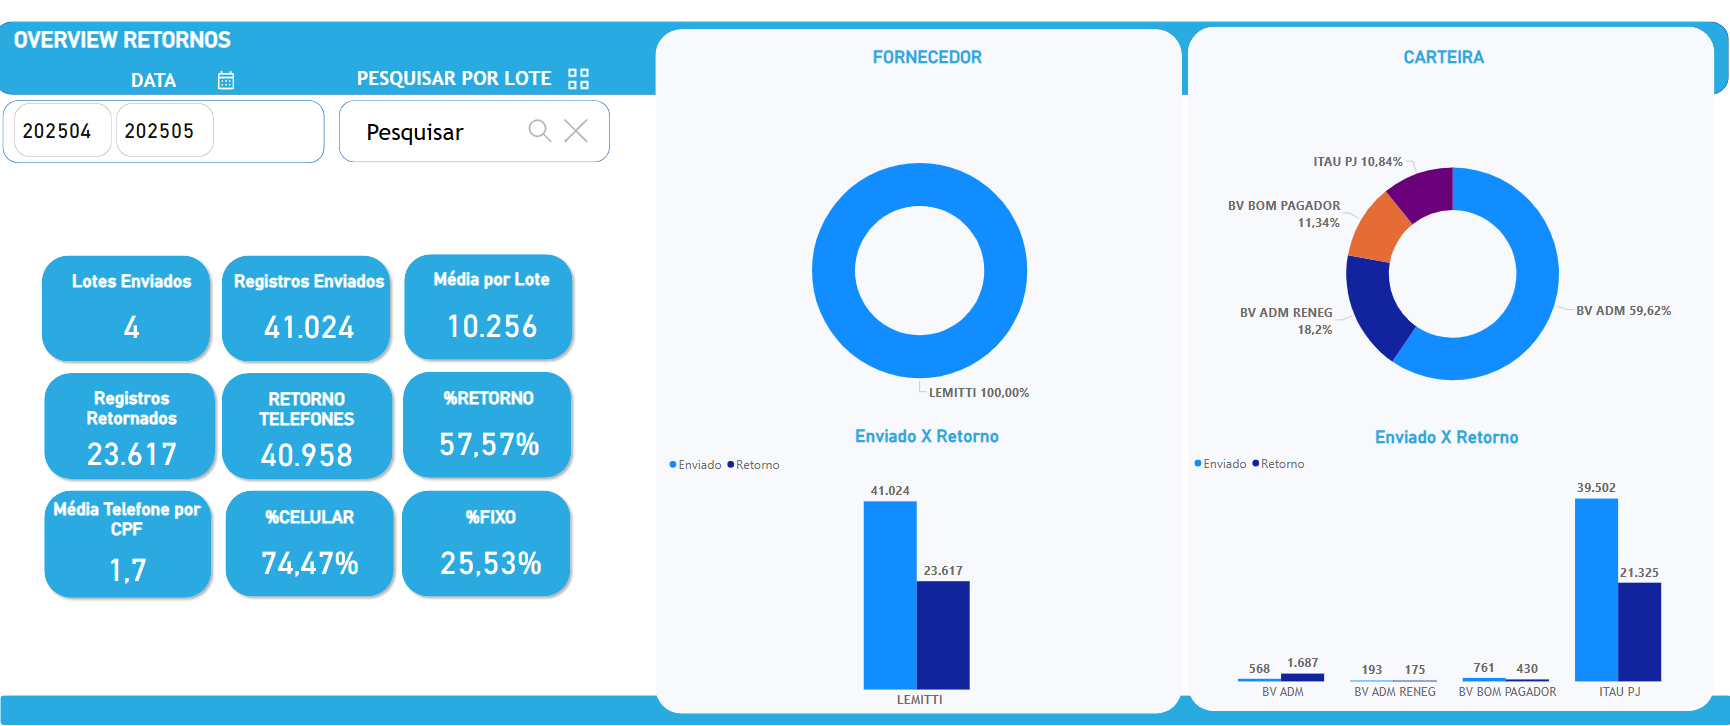 OVERVIEW RETORNOS
DATA
PESQUISAR POR LOTE
202504
202505
Pesquisar
Lotes Enviados
4
Registros Enviados
41.024
Média por Lote
10.256
Registros
Retornados
23.617
RETORNO
TELEFONES
40.958
%RETORNO
57,57%
Média Telefone por
CPF
1,7
%CELULAR
74,47%
%FIXO
25,53%
FORNECEDOR
LEMITTI 100,00%
Enviado X Retorno
Enviado
Retorno
41.024
23.617
LEMITTI
CARTEIRA
ITAU PJ 10,84%
BV BOM PAGADOR
11,34%
BV ADM RENEG
18,2%
BV ADM 59,62%
Enviado X Retorno
Enviado
Retorno
568
1.687
193
175
761
430
39.502
21.325
BV ADM
BV ADM RENEG
BV BOM PAGADOR
ITAU PJ